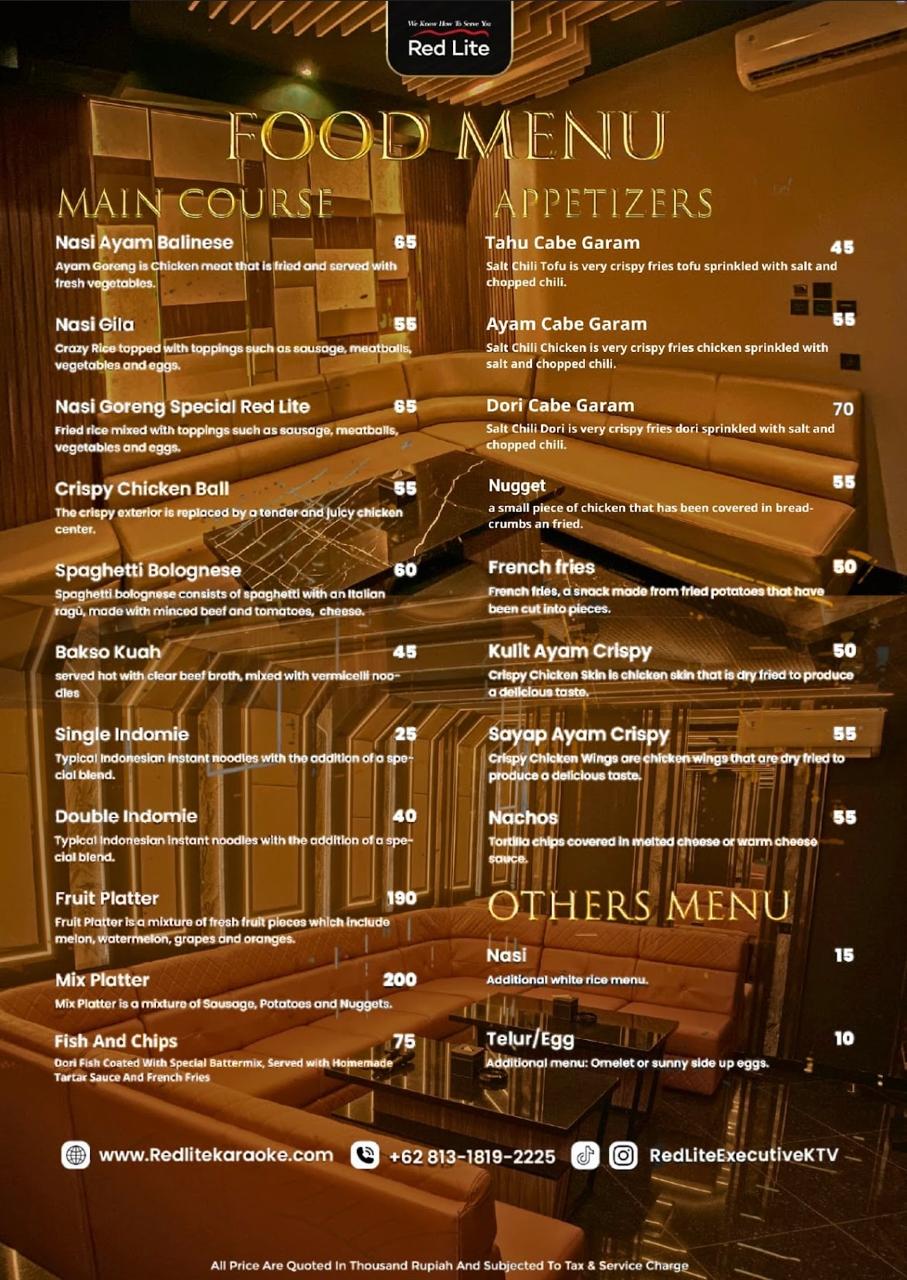 We Know How To Serve You
Red Lite
FOOD MENU
MAIN COURSE
Nasi Ayam Balinese 65
Ayam Goreng is Chicken meat that is fried and served with
fresh vegetables.
Nasi Gila 55
Crazy Rice topped with toppings such as sausage, meatballs,
vegetables and eggs.
Nasi Goreng Special Red Lite 65
Fried rice mixed with toppings such as sausage, meatballs,
vegetables and eggs.
Crispy Chicken Ball 55
The crispy exterior is replaced by a tender and juicy chicken
center.
Spaghetti Bolognese 60
Spaghetti bolognese consists of spaghetti with an Italian
ragù, made with minced beef and tomatoes, cheese.
Bakso Kuah 45
served hot with clear beef broth, mixed with vermicelli noo-
dles
Single Indomie 25
Typical Indonesian instant noodles with the addition of a spe-
cial blend.
Double Indomie 40
Typical Indonesian instant noodles with the addition of a spe-
cial blend.
Fruit Platter 190
Fruit Platter is a mixture of fresh fruit pieces which include
melon, watermelon, grapes and oranges.
Mix Platter 200
Mix Platter is a mixture of Sausage, Potatoes and Nuggets.
Fish And Chips 75
Dori Fish Coated With Special Battermix, Served with Homemade
Tartar Sauce And French Fries
APPETIZERS
Tahu Cabe Garam 45
Salt Chili Tofu is very crispy fries tofu sprinkled with salt and
chopped chili.
Ayam Cabe Garam 55
Salt Chili Chicken is very crispy fries chicken sprinkled with
salt and chopped chili.
Dori Cabe Garam 70
Salt Chili Dori is very crispy fries dori sprinkled with salt and
chopped chili.
Nugget 55
a small piece of chicken that has been covered in bread-
crumbs an fried.
French fries 50
French fries, a snack made from fried potatoes that have
been cut into pieces.
Kulit Ayam Crispy 50
Crispy Chicken Skin is chicken skin that is dry fried to produce
a delicious taste.
Sayap Ayam Crispy 55
Crispy Chicken Wings are chicken wings that are dry fried to
produce a delicious taste.
Nachos 55
Tortilla chips covered in melted cheese or warm cheese
sauce.
OTHERS MENU
Nasi 15
Additional white rice menu.
Telur/Egg 10
Additional menu: Omelet or sunny side up eggs.
www.Redlitekaraoke.com +62 813-1819-2225 RedLiteExecutiveKTV
All Price Are Quoted In Thousand Rupiah And Subjected To Tax & Service Charge